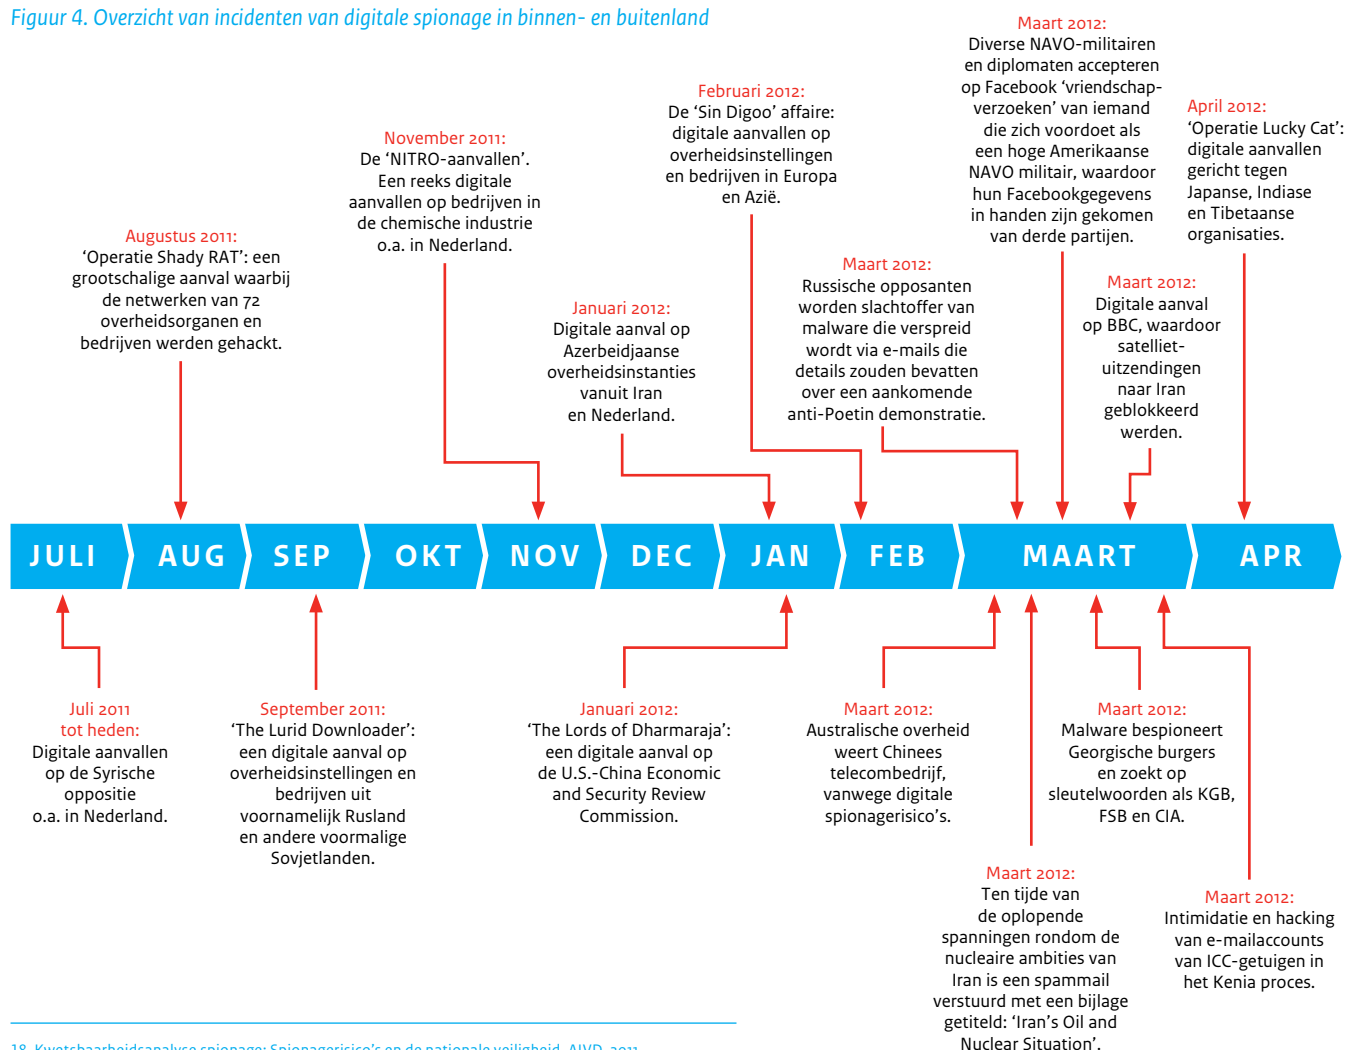 Figuur 4. Overzicht van incidenten van digitale spionage in binnen- en buitenland
Maart 2012:
Diverse NAVO-militairen
en diplomaten accepteren
op Facebook ‘vriendschap-
verzoeken’ van iemand
die zich voordoet als
een hoge Amerikaanse
NAVO militair, waardoor
hun Facebookgegevens
in handen zijn gekomen
van derde partijen.
Februari 2012:
De ‘Sin Digoo’ affaire:
digitale aanvallen op
overheidsinstellingen
en bedrijven in Europa
en Azië.
April 2012:
‘Operatie Lucky Cat’:
digitale aanvallen
gericht tegen
Japanse, Indiase
en Tibetaanse
organisaties.
November 2011:
De ‘NITRO-aanvallen’.
Een reeks digitale
aanvallen op bedrijven in
de chemische industrie
o.a. in Nederland.
Augustus 2011:
‘Operatie Shady RAT’: een
grootschalige aanval waarbij
de netwerken van 72
overheidsorganen en
bedrijven werden gehackt.
Januari 2012:
Digitale aanval op
Azerbeidjaanse
overheidsinstanties
vanuit Iran
en Nederland.
Maart 2012:
Russische opposanten
worden slachtoffer van
malware die verspreid
wordt via e-mails die
details zouden bevatten
over een aankomende
anti-Poetin demonstratie.
Maart 2012:
Digitale aanval
op BBC, waardoor
satelliet-
uitzendingen
naar Iran
geblokkeerd
werden.
JULI AUG SEP OKT NOV DEC JAN FEB MAART APR
Juli 2011
tot heden:
Digitale aanvallen
op de Syrische
oppositie
o.a. in Nederland.
September 2011:
‘The Lurid Downloader’:
een digitale aanval op
overheidsinstellingen en
bedrijven uit
voornamelijk Rusland
en andere voormalige
Sovjetlanden.
Januari 2012:
‘The Lords of Dharmaraja’:
een digitale aanval op
de U.S.-China Economic
and Security Review
Commission.
Maart 2012:
Australische overheid
weert Chinees
telecombedrijf,
vanwege digitale
spionagerisico’s.
Maart 2012:
Malware bespioneert
Georgische burgers
en zoekt op
sleutelwoorden als KGB,
FSB en CIA.
Maart 2012:
Ten tijde van
de oplopende
spanningen rondom de
nucleaire ambities van
Iran is een spammail
verstuurd met een bijlage
getiteld: ‘Iran’s Oil and
Nuclear Situation’.
Maart 2012:
Intimidatie en hacking
van e-mailaccounts
van ICC-getuigen in
het Kenia proces.
18 Kwetsbaarheidsanalyse spionage: Spionagerisico’s en de nationale veiligheid, AIVD, 2011